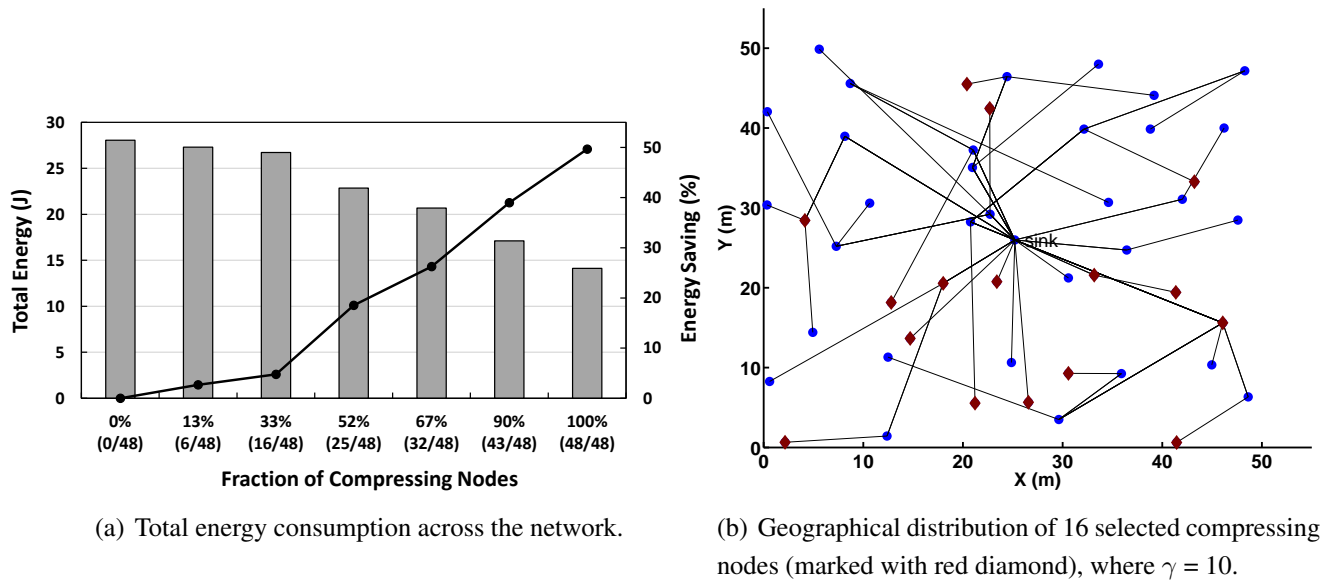 30
25
20
15
10
5
0
Total Energy (J)
50
40
30
20
10
0
Energy Saving (%)
0% 13% 33% 52% 67% 90% 100%
(0/48) (6/48) (16/48) (25/48) (32/48) (43/48) (48/48)
Fraction of Compressing Nodes
(a) Total energy consumption across the network.
50
40
30
20
10
0
Y (m)
sink
0 10 20 30 40 50
X (m)
(b) Geographical distribution of 16 selected compressing
nodes (marked with red diamond), where γ = 10.